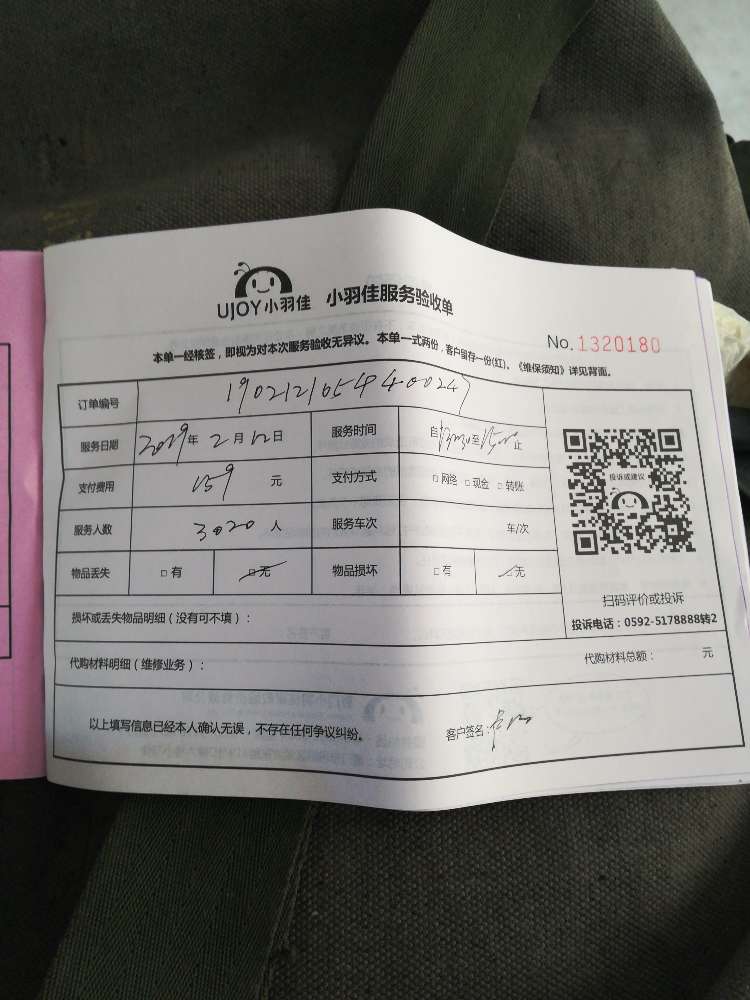 UJOY小羽佳 小羽佳服务验收单
No. 1320180
本单一经核签，即视为对本次服务验收无异议。本单一式两份，客户留存一份(红)。《维保须知》详见背面。
订单编号 190212165440024
服务日期 2019年 2月 12日 服务时间 自 至 止
支付费用 159 元 支付方式 □网络 □现金 □转账
服务人数 3020 人 服务车次 车/次
物品丢失 □有 □无 物品损坏 □有 □无
投诉或建议
扫码评价或投诉
投诉电话：0592-5178888转2
损坏或丢失物品明细（没有可不填）：
代购材料明细（维修业务）： 代购材料总额： 元
以上填写信息已经本人确认无误，不存在任何争议纠纷。 客户签名：